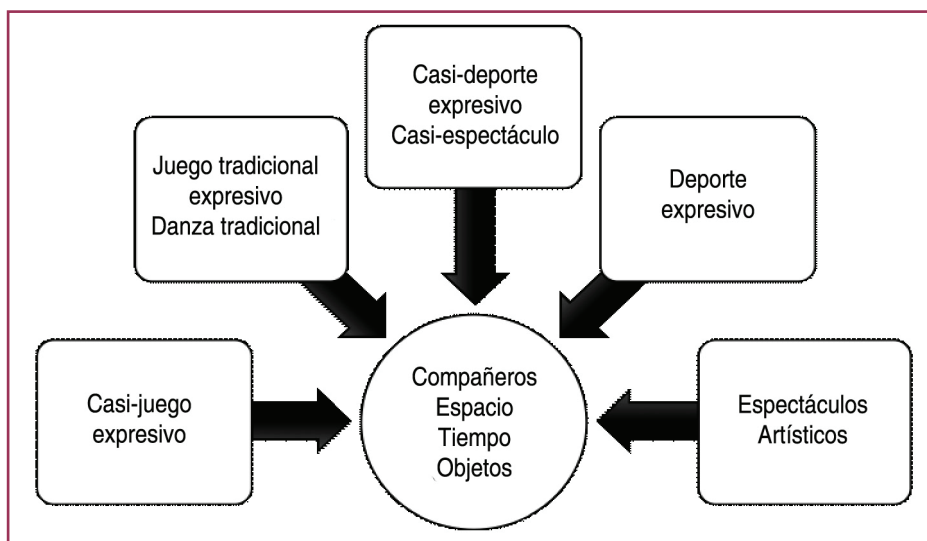 Casi-deporte
expresivo
Casi-espectáculo
Juego tradicional
expresivo
Danza tradicional
Deporte
expresivo
Casi-juego
expresivo
Compañeros
Espacio
Tiempo
Objetos
Espectáculos
Artísticos